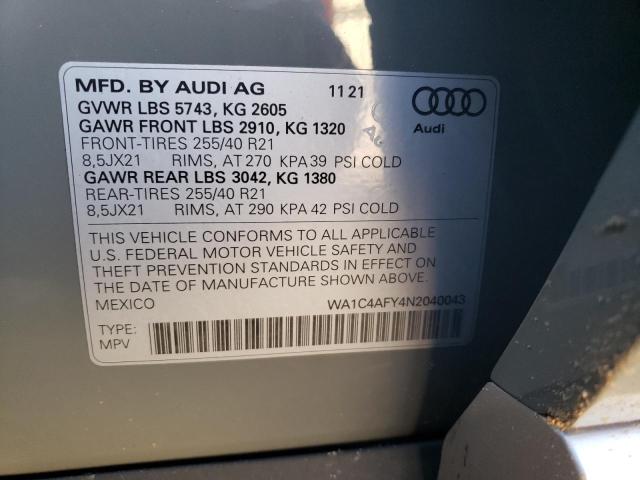 MFD. BY AUDI AG 11 21
GVWR LBS 5743, KG 2605
GAWR FRONT LBS 2910, KG 1320
FRONT-TIRES 255/40 R21
8,5JX21 RIMS, AT 270 KPA 39 PSI COLD
GAWR REAR LBS 3042, KG 1380
REAR-TIRES 255/40 R21
8,5JX21 RIMS, AT 290 KPA 42 PSI COLD
Audi
THIS VEHICLE CONFORMS TO ALL APPLICABLE
U.S. FEDERAL MOTOR VEHICLE SAFETY AND
THEFT PREVENTION STANDARDS IN EFFECT ON
THE DATE OF MANUFACTURE SHOWN ABOVE.
MEXICO WA1C4AFY4N2040043
TYPE:
MPV